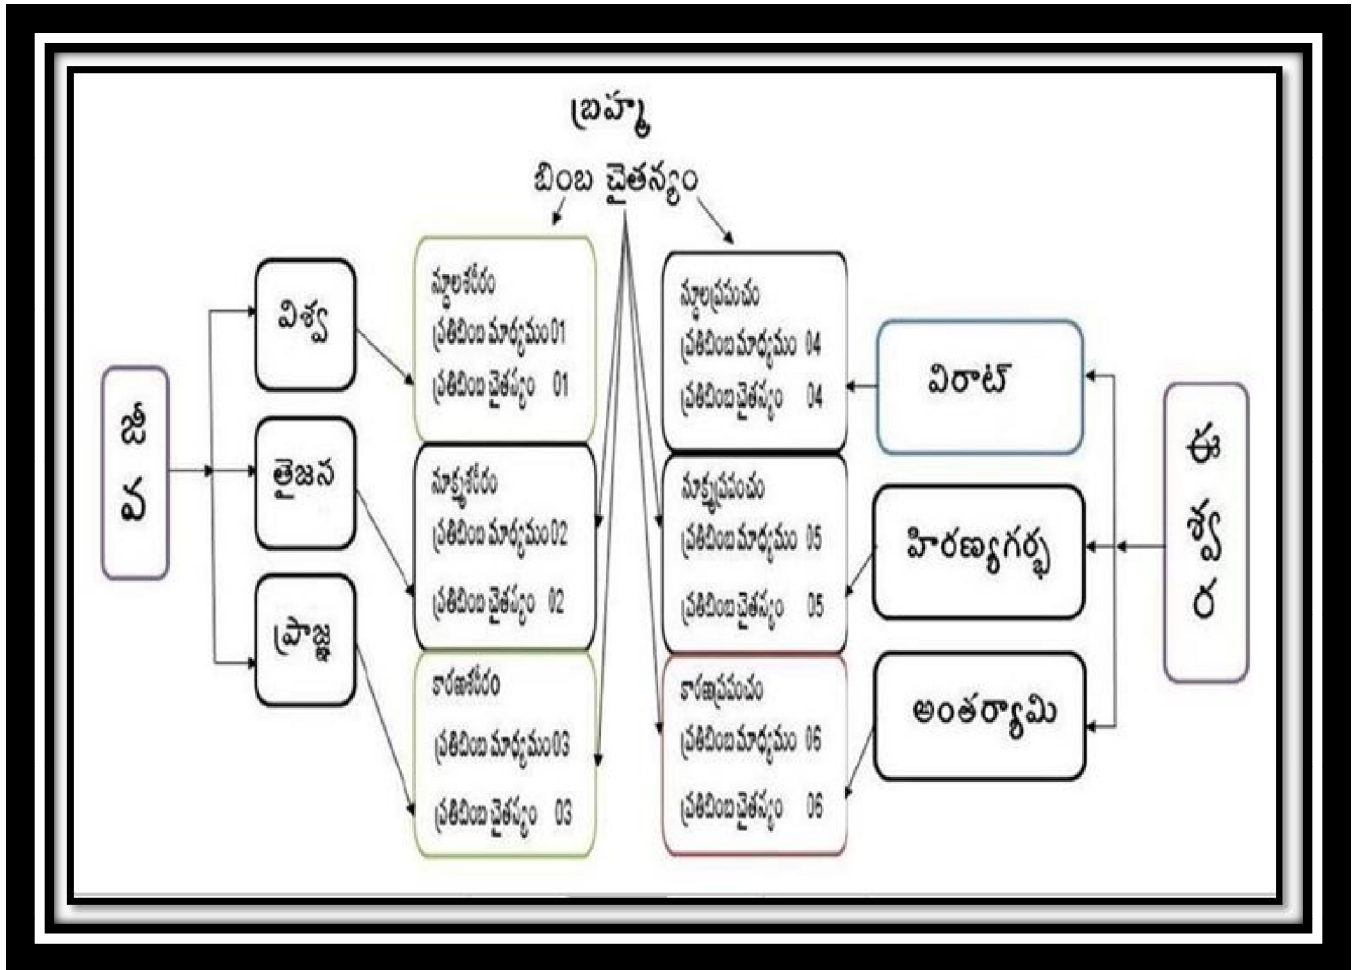 బ్రహ్మ
బింబ చైతన్యం
జీవ
విశ్వ
తైజస
ప్రాజ్ఞ
స్థూలశరీరం
ప్రతిబింబ మాధ్యమం 01
ప్రతిబింబ చైతన్యం 01
సూక్ష్మశరీరం
ప్రతిబింబ మాధ్యమం 02
ప్రతిబింబ చైతన్యం 02
కారణశరీరం
ప్రతిబింబ మాధ్యమం 03
ప్రతిబింబ చైతన్యం 03
స్థూలప్రపంచం
ప్రతిబింబ మాధ్యమం 04
ప్రతిబింబ చైతన్యం 04
సూక్ష్మప్రపంచం
ప్రతిబింబ మాధ్యమం 05
ప్రతిబింబ చైతన్యం 05
కారణప్రపంచం
ప్రతిబింబ మాధ్యమం 06
ప్రతిబింబ చైతన్యం 06
విరాట్
హిరణ్యగర్భ
అంతర్యామి
ఈశ్వర